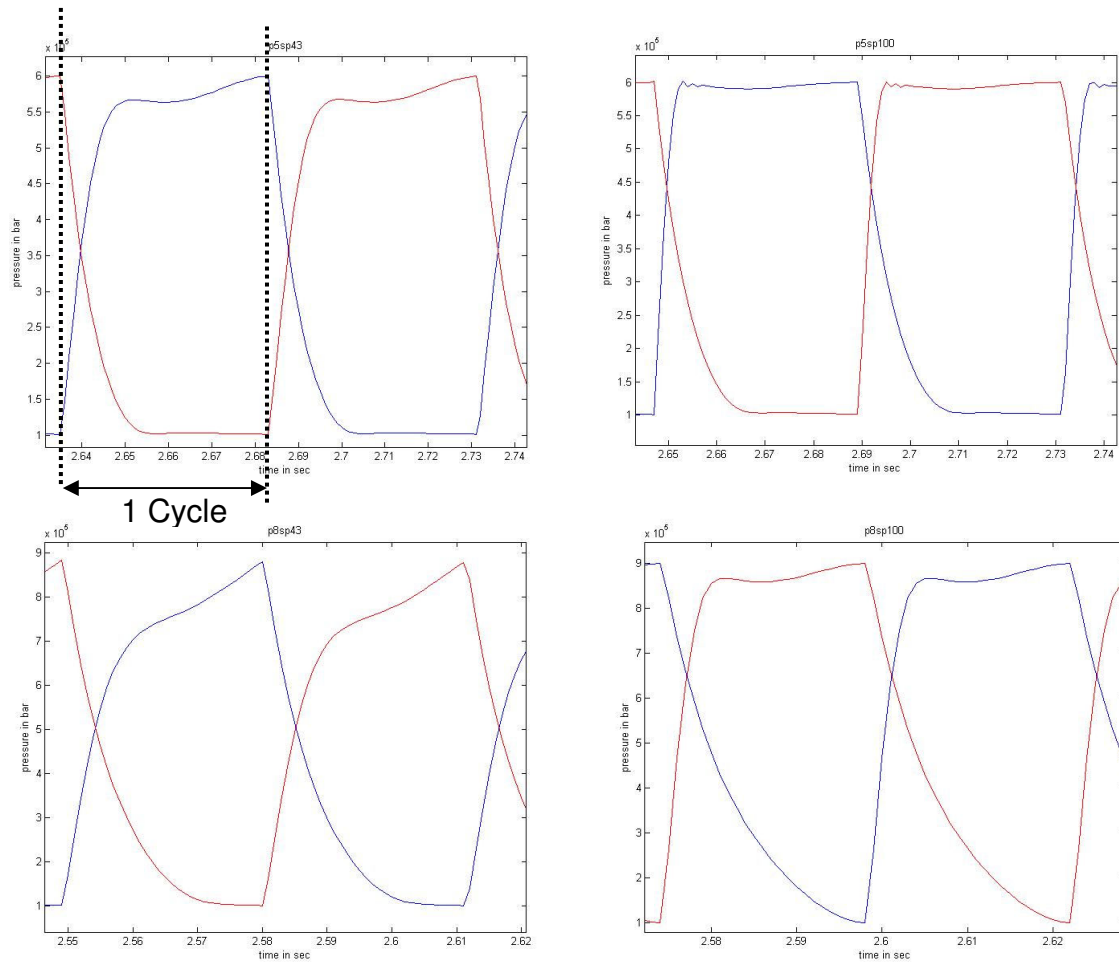 x 10^5
p5sp43
6
5.5
5
4.5
4
3.5
3
2.5
2
1.5
1
pressure in bar
2.64 2.65 2.66 2.67 2.68 2.69 2.7 2.71 2.72 2.73 2.74
time in sec
1 Cycle
x 10^5
p5sp100
6
5.5
5
4.5
4
3.5
3
2.5
2
1.5
1
pressure in bar
2.65 2.66 2.67 2.68 2.69 2.7 2.71 2.72 2.73 2.74
time in sec
x 10^5
p8sp43
9
8
7
6
5
4
3
2
1
pressure in bar
2.55 2.56 2.57 2.58 2.59 2.6 2.61 2.62
time in sec
x 10^5
p8sp100
9
8
7
6
5
4
3
2
1
pressure in bar
2.58 2.59 2.6 2.61 2.62
time in sec